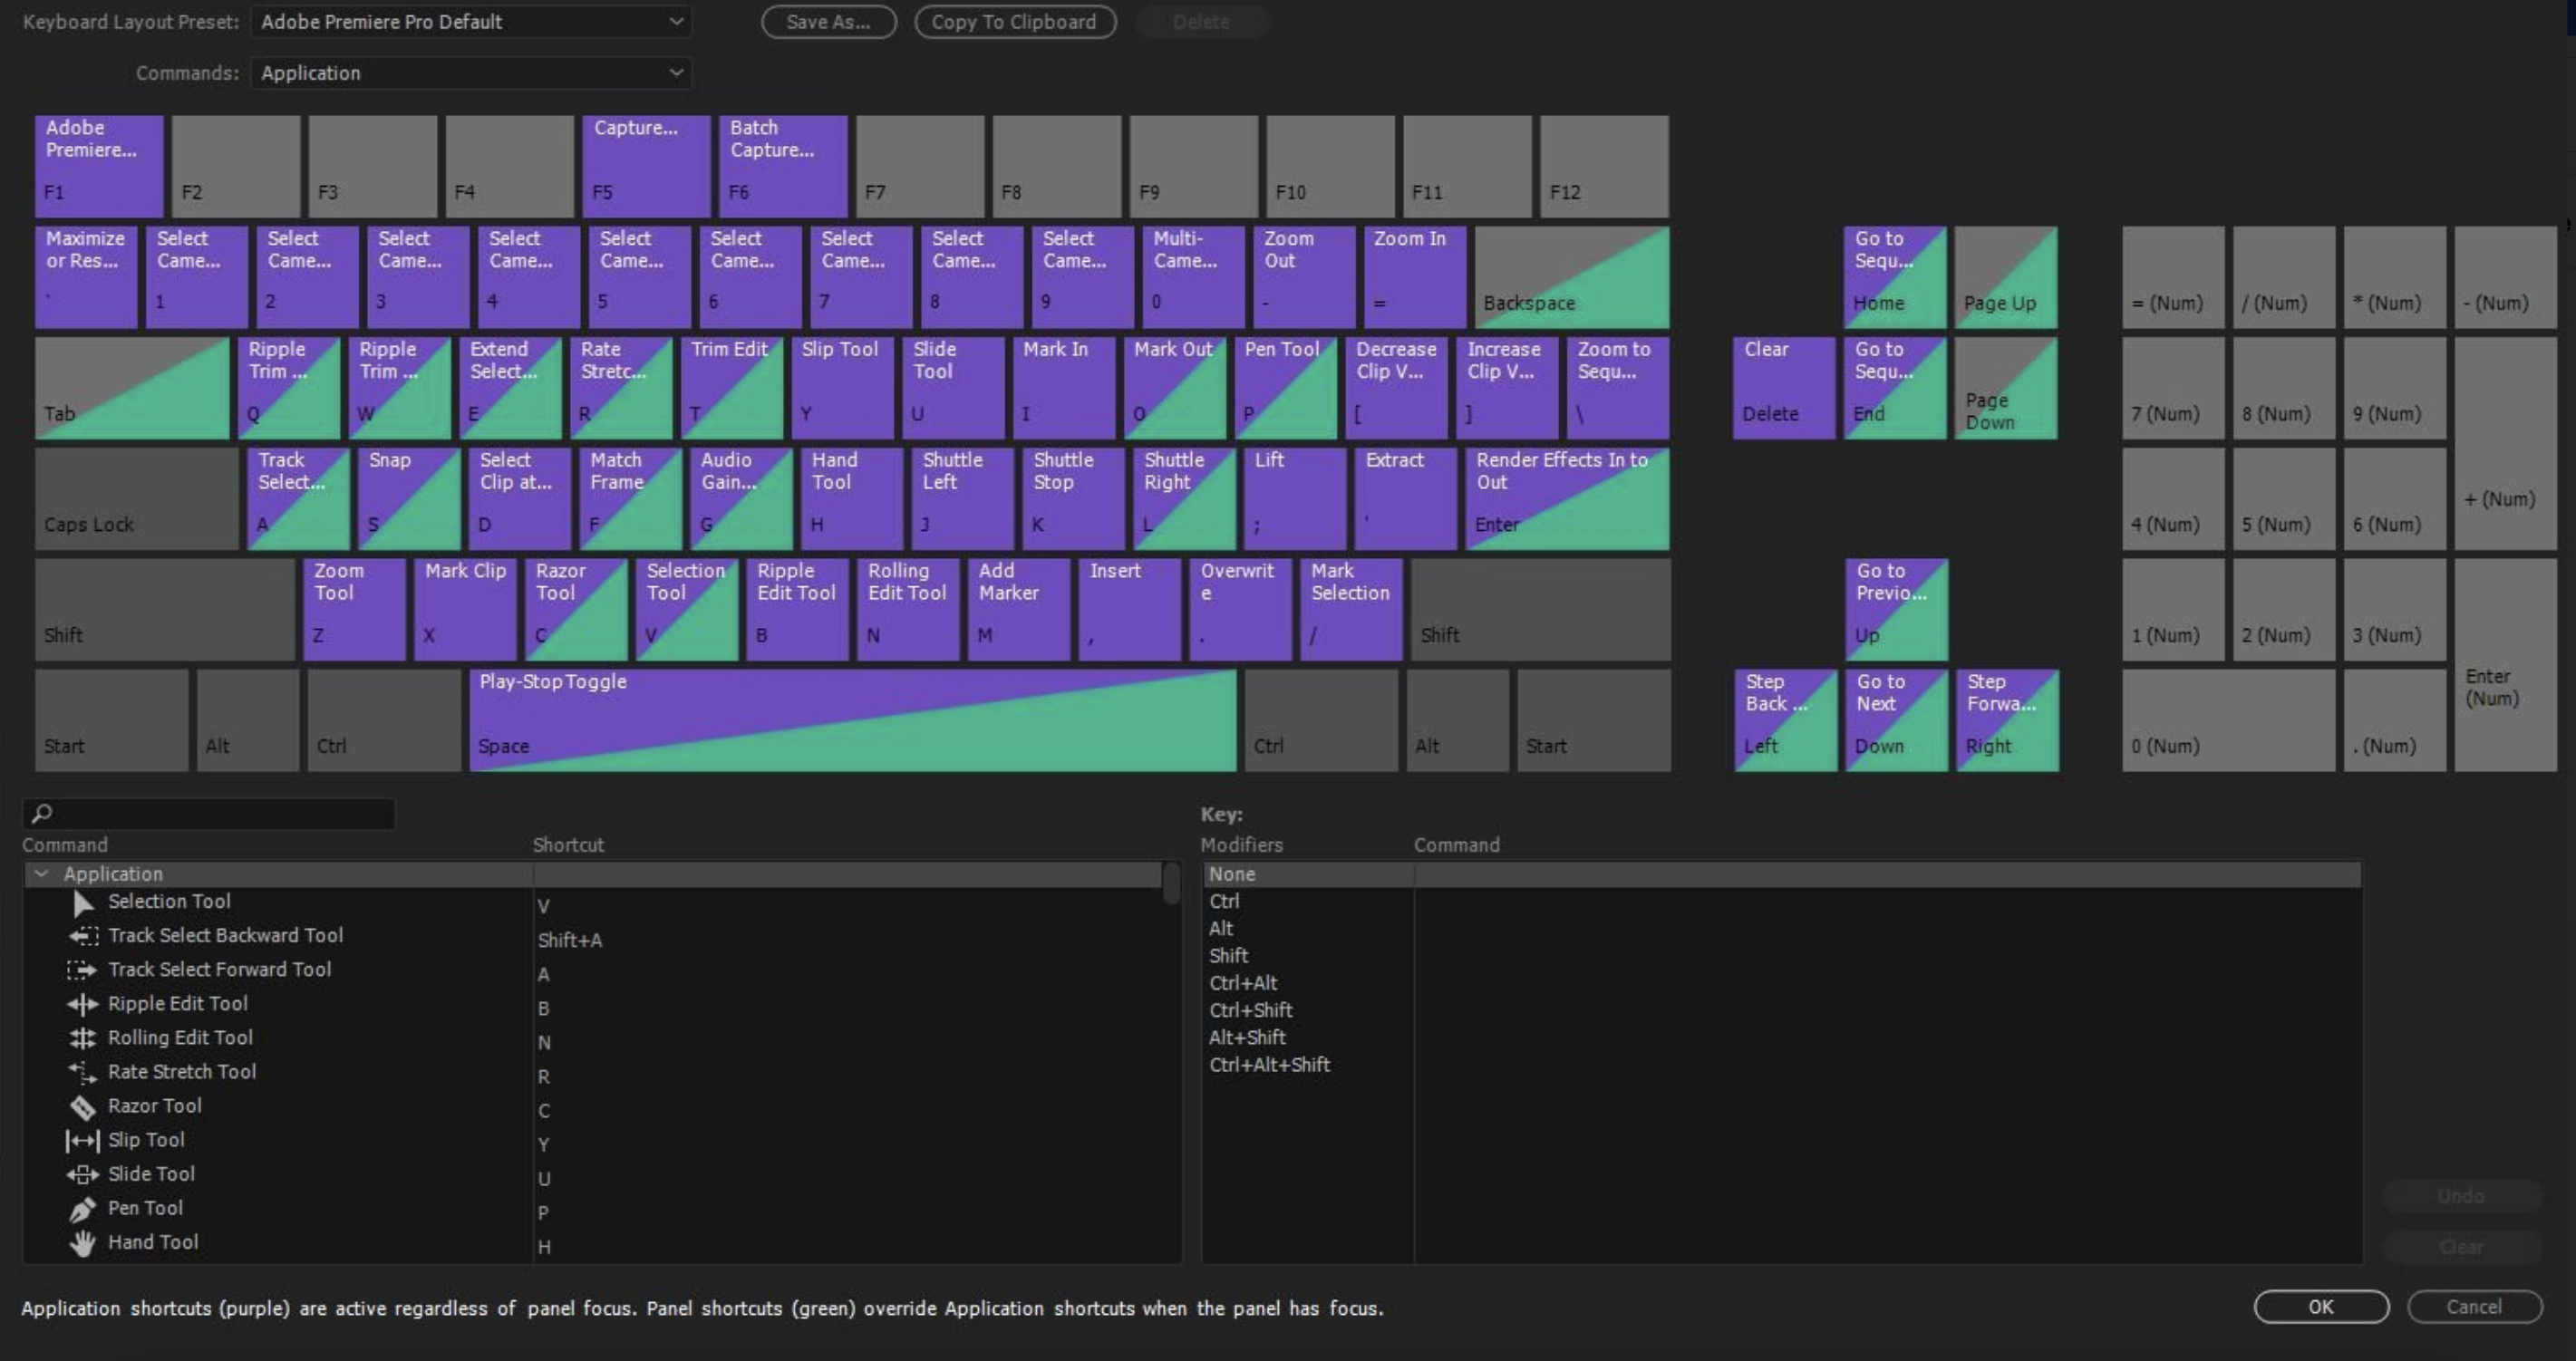 Keyboard Layout Preset: Adobe Premiere Pro Default Save As... Copy To Clipboard Delete
Commands: Application
Adobe Premiere... F1
F2
F3
F4
Capture... F5
Batch Capture... F6
F7
F8
F9
F10
F11
F12
Maximize or Res... `
Select Came... 1
Select Came... 2
Select Came... 3
Select Came... 4
Select Came... 5
Select Came... 6
Select Came... 7
Select Came... 8
Select Came... 9
Multi-Came... 0
Zoom Out -
Zoom In =
Backspace
Go to Sequ... Home
Page Up
= (Num)
/ (Num)
* (Num)
- (Num)
Tab
Ripple Trim ... Q
Ripple Trim ... W
Extend Select... E
Rate Stretc... R
Trim Edit T
Slip Tool Y
Slide Tool U
Mark In I
Mark Out O
Pen Tool P
Decrease Clip V... [
Increase Clip V... ]
Zoom to Sequ... \
Clear Delete
Go to Sequ... End
Page Down
7 (Num)
8 (Num)
9 (Num)
+ (Num)
Caps Lock
Track Select... A
Snap S
Select Clip at... D
Match Frame F
Audio Gain... G
Hand Tool H
Shuttle Left J
Shuttle Stop K
Shuttle Right L
Lift ;
Extract '
Render Effects In to Out Enter
4 (Num)
5 (Num)
6 (Num)
Shift
Zoom Tool Z
Mark Clip X
Razor Tool C
Selection Tool V
Ripple Edit Tool B
Rolling Edit Tool N
Add Marker M
Insert ,
Overwrite .
Mark Selection /
Shift
Go to Previo... Up
1 (Num)
2 (Num)
3 (Num)
Enter (Num)
Start
Alt
Ctrl
Play-Stop Toggle Space
Ctrl
Alt
Start
Step Back ... Left
Go to Next Down
Step Forwa... Right
0 (Num)
. (Num)
Command Shortcut
Application
Selection Tool V
Track Select Backward Tool Shift+A
Track Select Forward Tool A
Ripple Edit Tool B
Rolling Edit Tool N
Rate Stretch Tool R
Razor Tool C
Slip Tool Y
Slide Tool U
Pen Tool P
Hand Tool H
Key:
Modifiers Command
None
Ctrl
Alt
Shift
Ctrl+Alt
Ctrl+Shift
Alt+Shift
Ctrl+Alt+Shift
Undo
Clear
Application shortcuts (purple) are active regardless of panel focus. Panel shortcuts (green) override Application shortcuts when the panel has focus.
OK Cancel